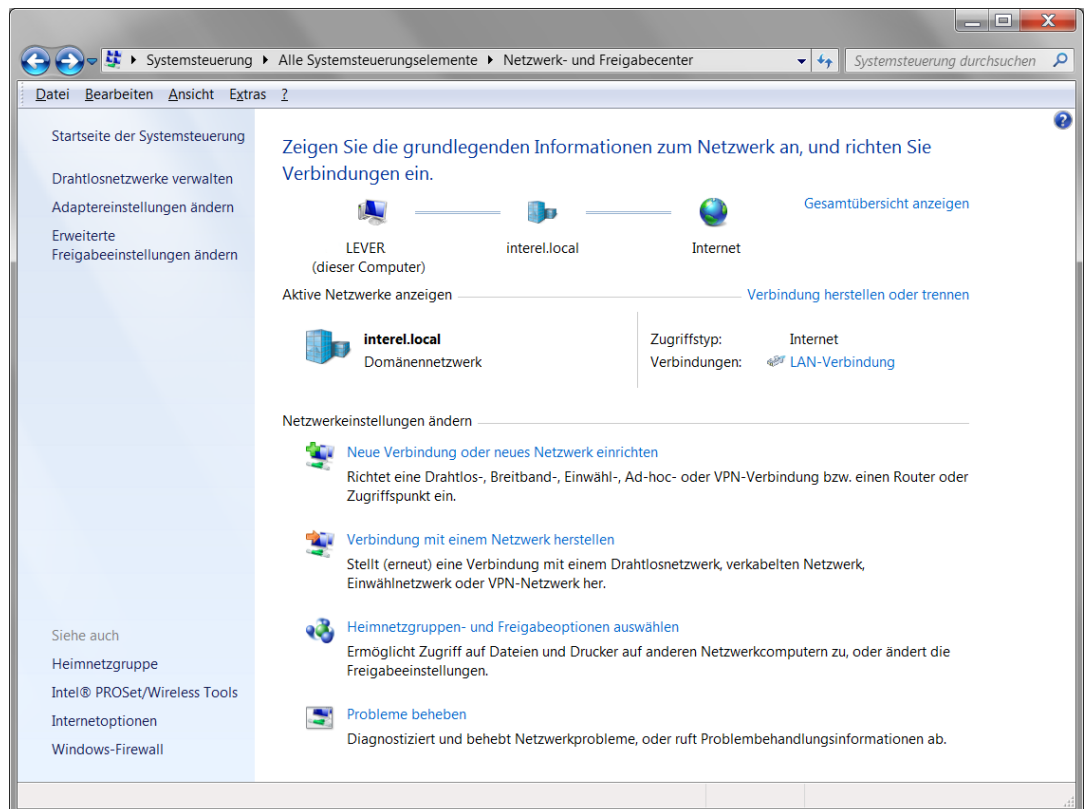 Systemsteuerung ▸ Alle Systemsteuerungselemente ▸ Netzwerk- und Freigabecenter
Systemsteuerung durchsuchen
Datei Bearbeiten Ansicht Extras ?
Startseite der Systemsteuerung
Drahtlosnetzwerke verwalten
Adaptereinstellungen ändern
Erweiterte
Freigabeeinstellungen ändern
Siehe auch
Heimnetzgruppe
Intel® PROSet/Wireless Tools
Internetoptionen
Windows-Firewall
Zeigen Sie die grundlegenden Informationen zum Netzwerk an, und richten Sie
Verbindungen ein.
Gesamtübersicht anzeigen
LEVER interel.local Internet
(dieser Computer)
Aktive Netzwerke anzeigen Verbindung herstellen oder trennen
interel.local
Domänennetzwerk
Zugriffstyp: Internet
Verbindungen: LAN-Verbindung
Netzwerkeinstellungen ändern
Neue Verbindung oder neues Netzwerk einrichten
Richtet eine Drahtlos-, Breitband-, Einwähl-, Ad-hoc- oder VPN-Verbindung bzw. einen Router oder
Zugriffspunkt ein.
Verbindung mit einem Netzwerk herstellen
Stellt (erneut) eine Verbindung mit einem Drahtlosnetzwerk, verkabelten Netzwerk,
Einwählnetzwerk oder VPN-Netzwerk her.
Heimnetzgruppen- und Freigabeoptionen auswählen
Ermöglicht Zugriff auf Dateien und Drucker auf anderen Netzwerkcomputern zu, oder ändert die
Freigabeeinstellungen.
Probleme beheben
Diagnostiziert und behebt Netzwerkprobleme, oder ruft Problembehandlungsinformationen ab.